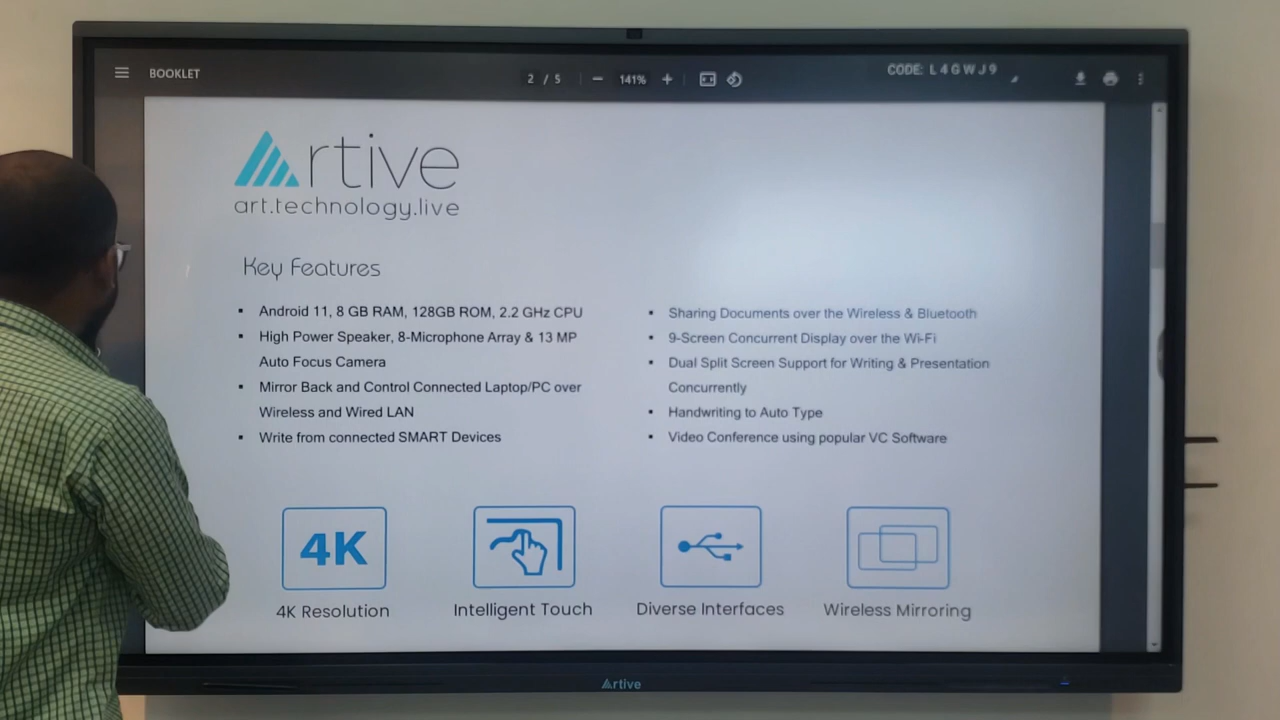 BOOKLET
2 / 5
141%
CODE: L4GWJ9
Artive
art.technology.live
Key Features
▪ Android 11, 8 GB RAM, 128GB ROM, 2.2 GHz CPU
▪ High Power Speaker, 8-Microphone Array & 13 MP
Auto Focus Camera
▪ Mirror Back and Control Connected Laptop/PC over
Wireless and Wired LAN
▪ Write from connected SMART Devices
▪ Sharing Documents over the Wireless & Bluetooth
▪ 9-Screen Concurrent Display over the Wi-Fi
▪ Dual Split Screen Support for Writing & Presentation
Concurrently
▪ Handwriting to Auto Type
▪ Video Conference using popular VC Software
4K
4K Resolution
Intelligent Touch
Diverse Interfaces
Wireless Mirroring
Artive